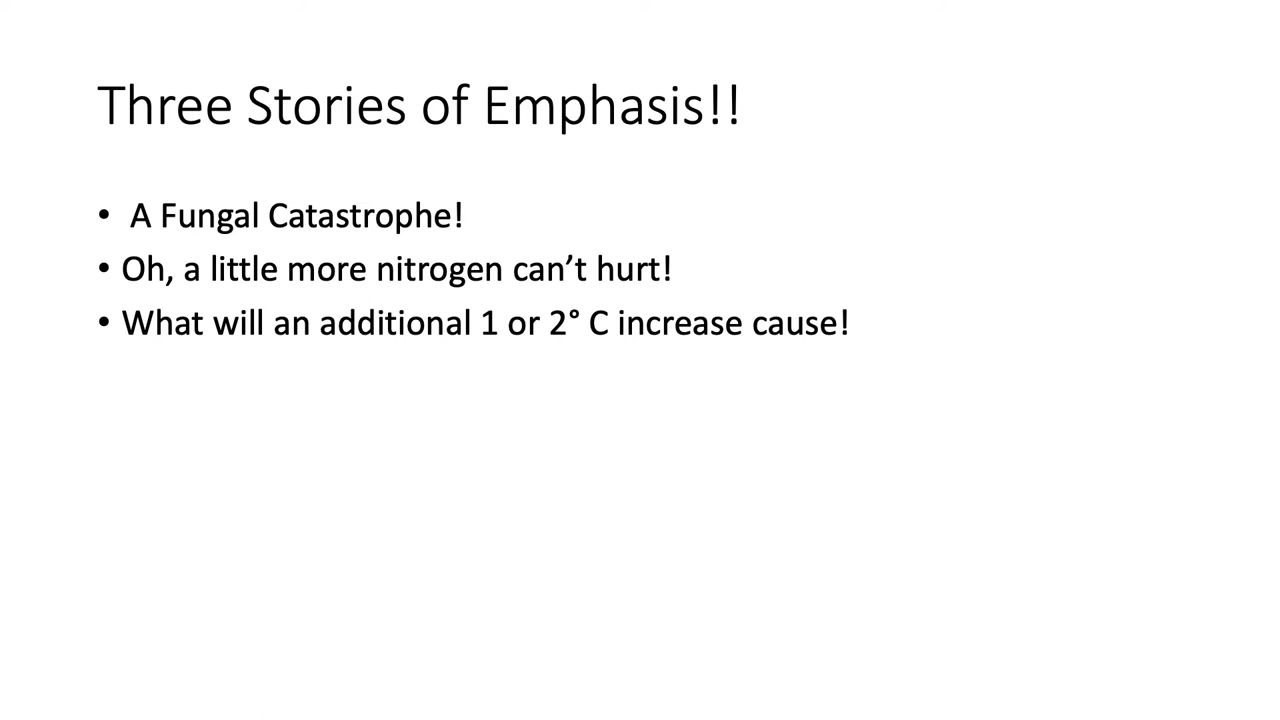 Three Stories of Emphasis!!
• A Fungal Catastrophe!
• Oh, a little more nitrogen can’t hurt!
• What will an additional 1 or 2° C increase cause!